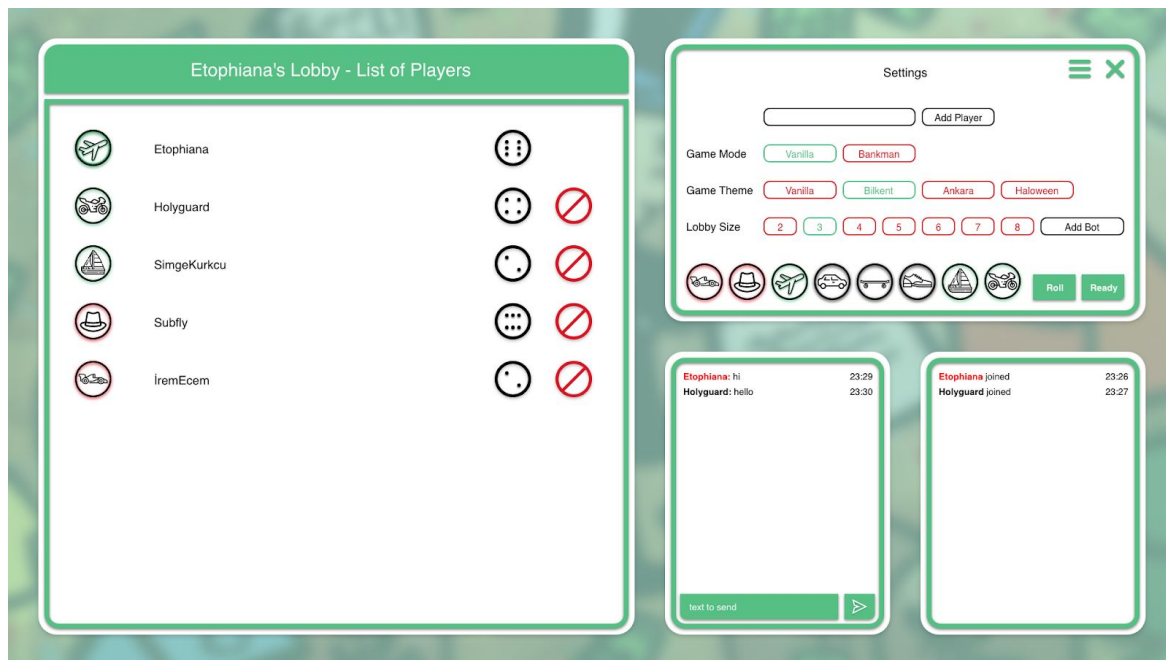 Etophiana's Lobby - List of Players
Etophiana
Holyguard
SimgeKurkcu
Subfly
İremEcem
Settings
Add Player
Game Mode Vanilla Bankman
Game Theme Vanilla Bilkent Ankara Haloween
Lobby Size 2 3 4 5 6 7 8 Add Bot
Roll Ready
Etophiana: hi 23:29
Holyguard: hello 23:30
text to send
Etophiana joined 23:26
Holyguard joined 23:27